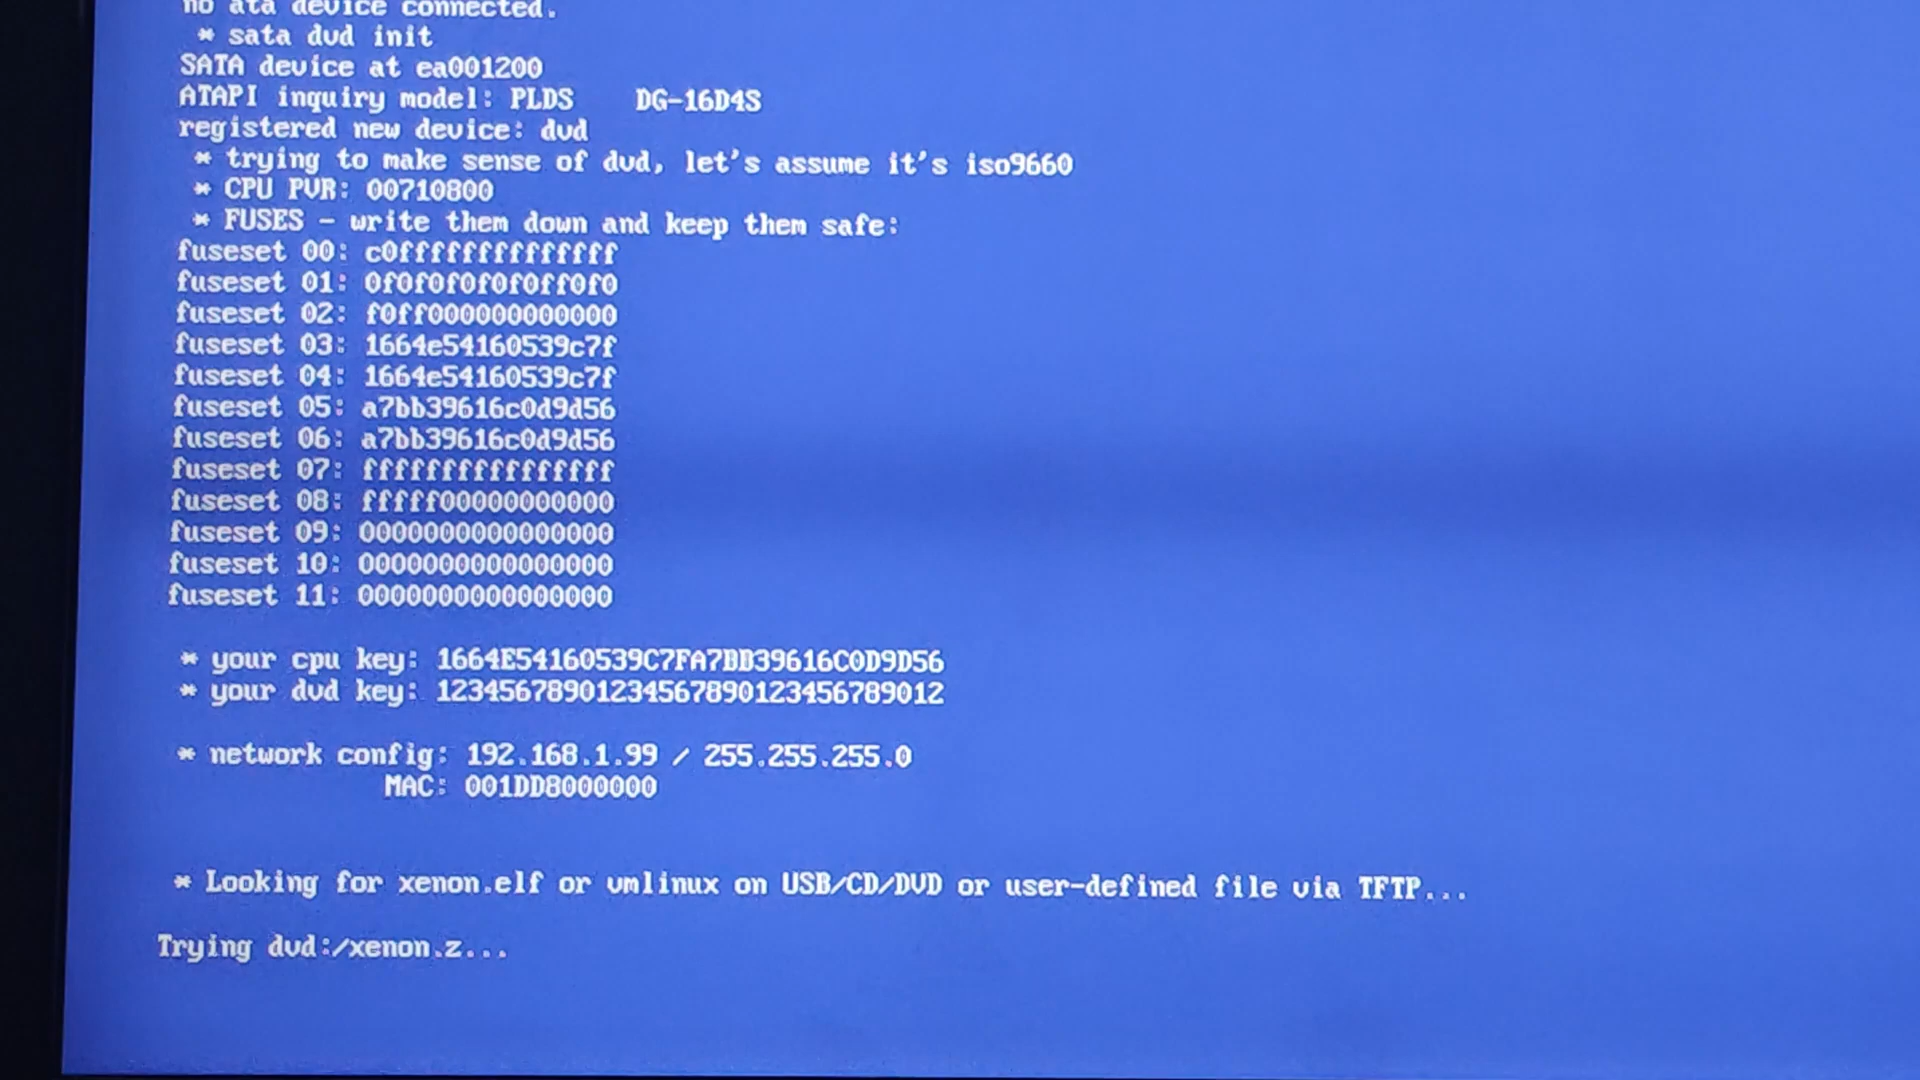 no ata device connected.
* sata dvd init
SATA device at ea001200
ATAPI inquiry model: PLDS    DG-16D4S
registered new device: dvd
* trying to make sense of dvd, let's assume it's iso9660
* CPU PVR: 00710800
* FUSES - write them down and keep them safe:
fuseset 00: c0ffffffffffffff
fuseset 01: 0f0f0f0f0f0ff0f0
fuseset 02: f0ff000000000000
fuseset 03: 1664e54160539c7f
fuseset 04: 1664e54160539c7f
fuseset 05: a7bb39616c0d9d56
fuseset 06: a7bb39616c0d9d56
fuseset 07: ffffffffffffffff
fuseset 08: fffff00000000000
fuseset 09: 0000000000000000
fuseset 10: 0000000000000000
fuseset 11: 0000000000000000
* your cpu key: 1664E54160539C7FA7BB39616C0D9D56
* your dvd key: 12345678901234567890123456789012
* network config: 192.168.1.99 / 255.255.255.0
MAC: 001DD8000000
* Looking for xenon.elf or vmlinux on USB/CD/DVD or user-defined file via TFTP...
Trying dvd:/xenon.z...